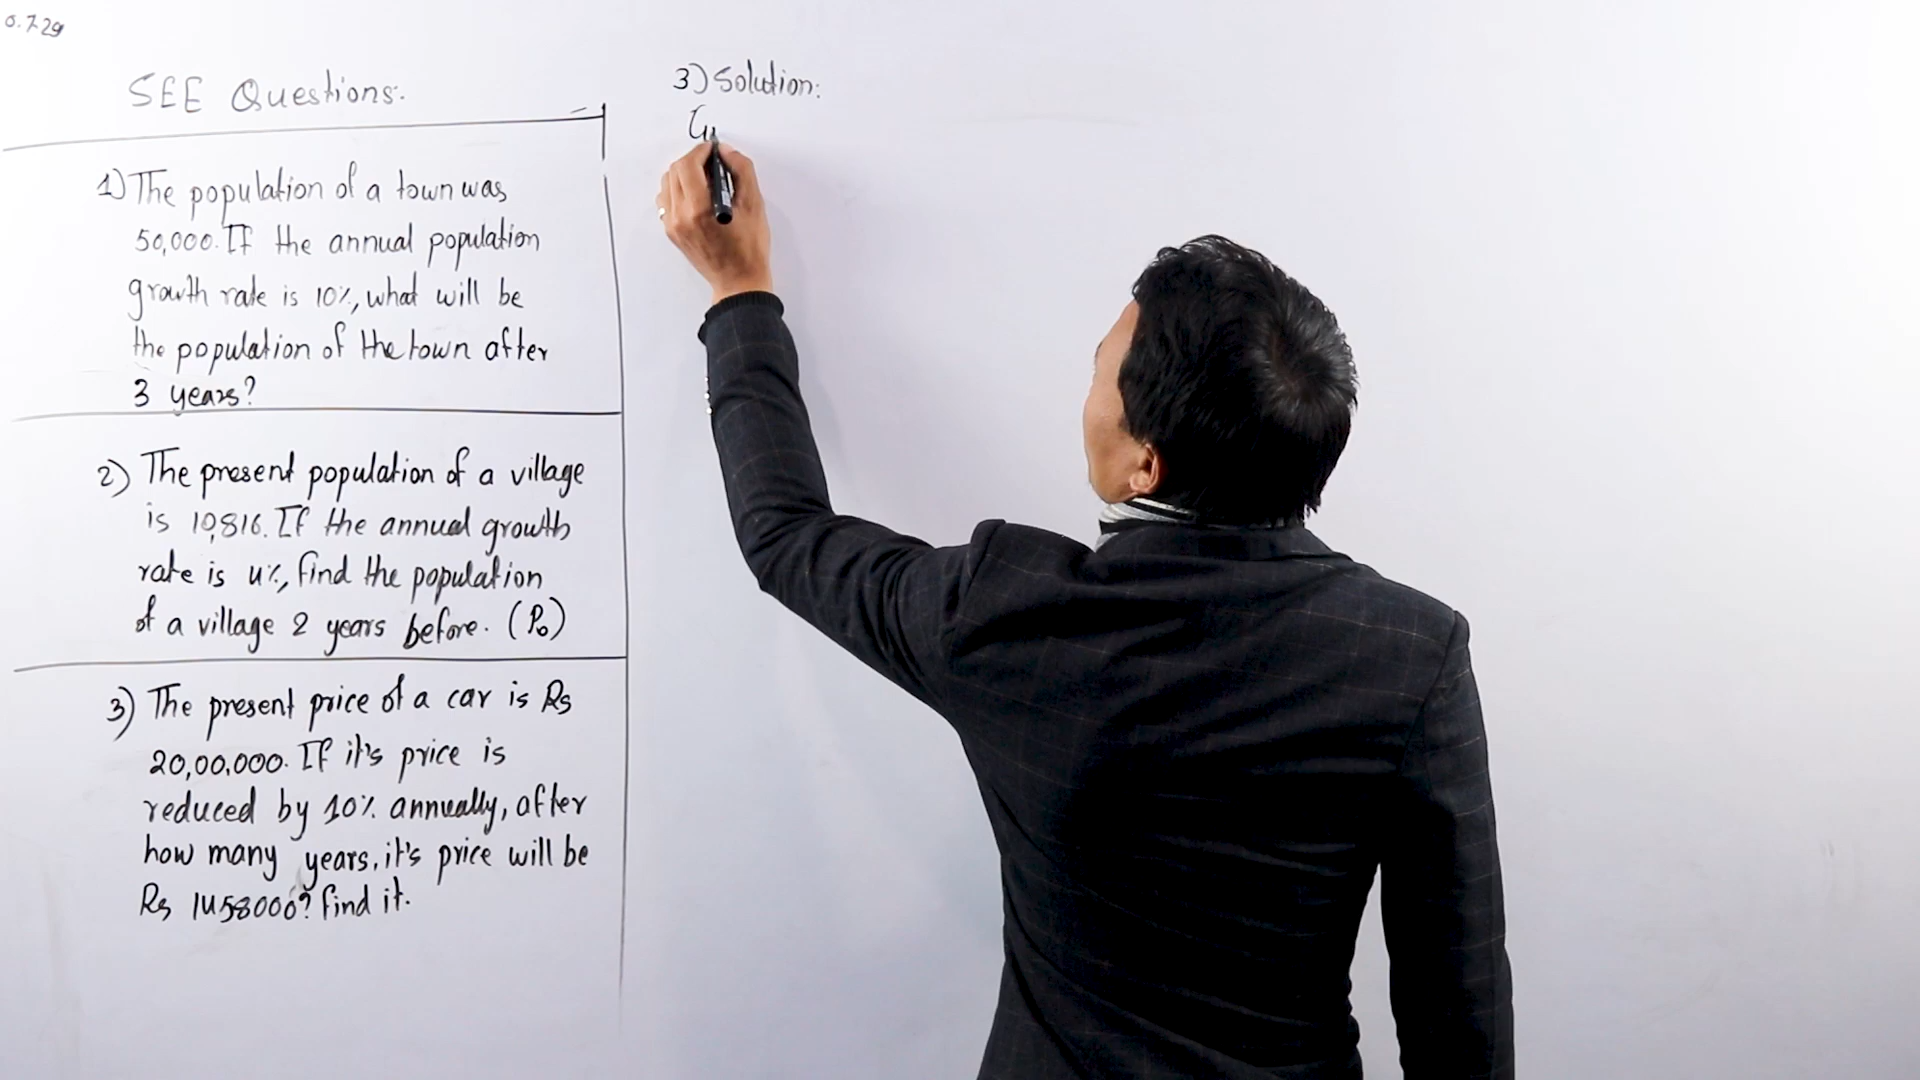 SEE Questions:
1) The population of a town was
50,000. If the annual population
growth rate is 10%, what will be
the population of the town after
3 years?
2) The present population of a village
is 10,816. If the annual growth
rate is 4%, find the population
of a village 2 years before. (P₀)
3) The present price of a car is Rs
20,00,000. If it's price is
reduced by 10% annually, after
how many years, it's price will be
Rs 1458000? find it.
3) Solution: